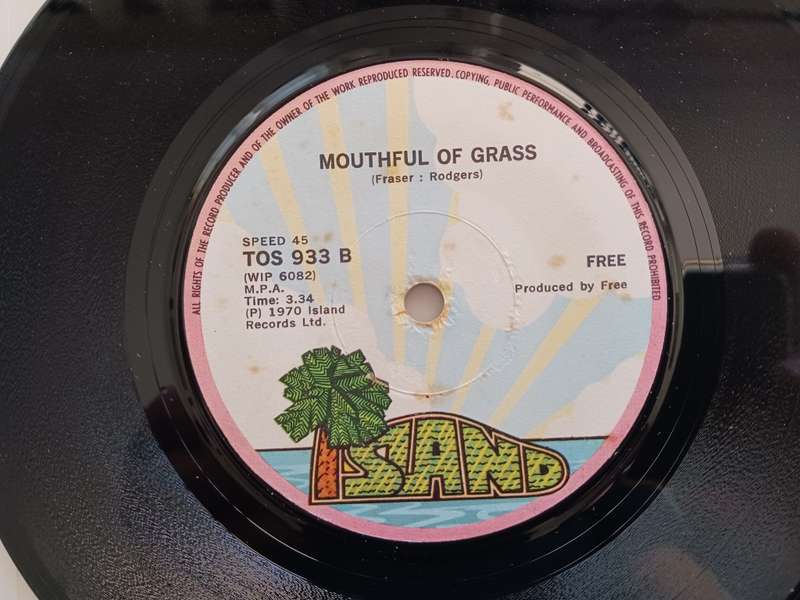 ALL RIGHTS OF THE RECORD PRODUCER AND OF THE OWNER OF THE WORK REPRODUCED RESERVED. COPYING, PUBLIC PERFORMANCE AND BROADCASTING OF THIS RECORD PROHIBITED
MOUTHFUL OF GRASS
(Fraser : Rodgers)
SPEED 45
TOS 933 B
(WIP 6082)
M.P.A.
Time: 3.34
(P) 1970 Island
Records Ltd.
FREE
Produced by Free
ISLAND